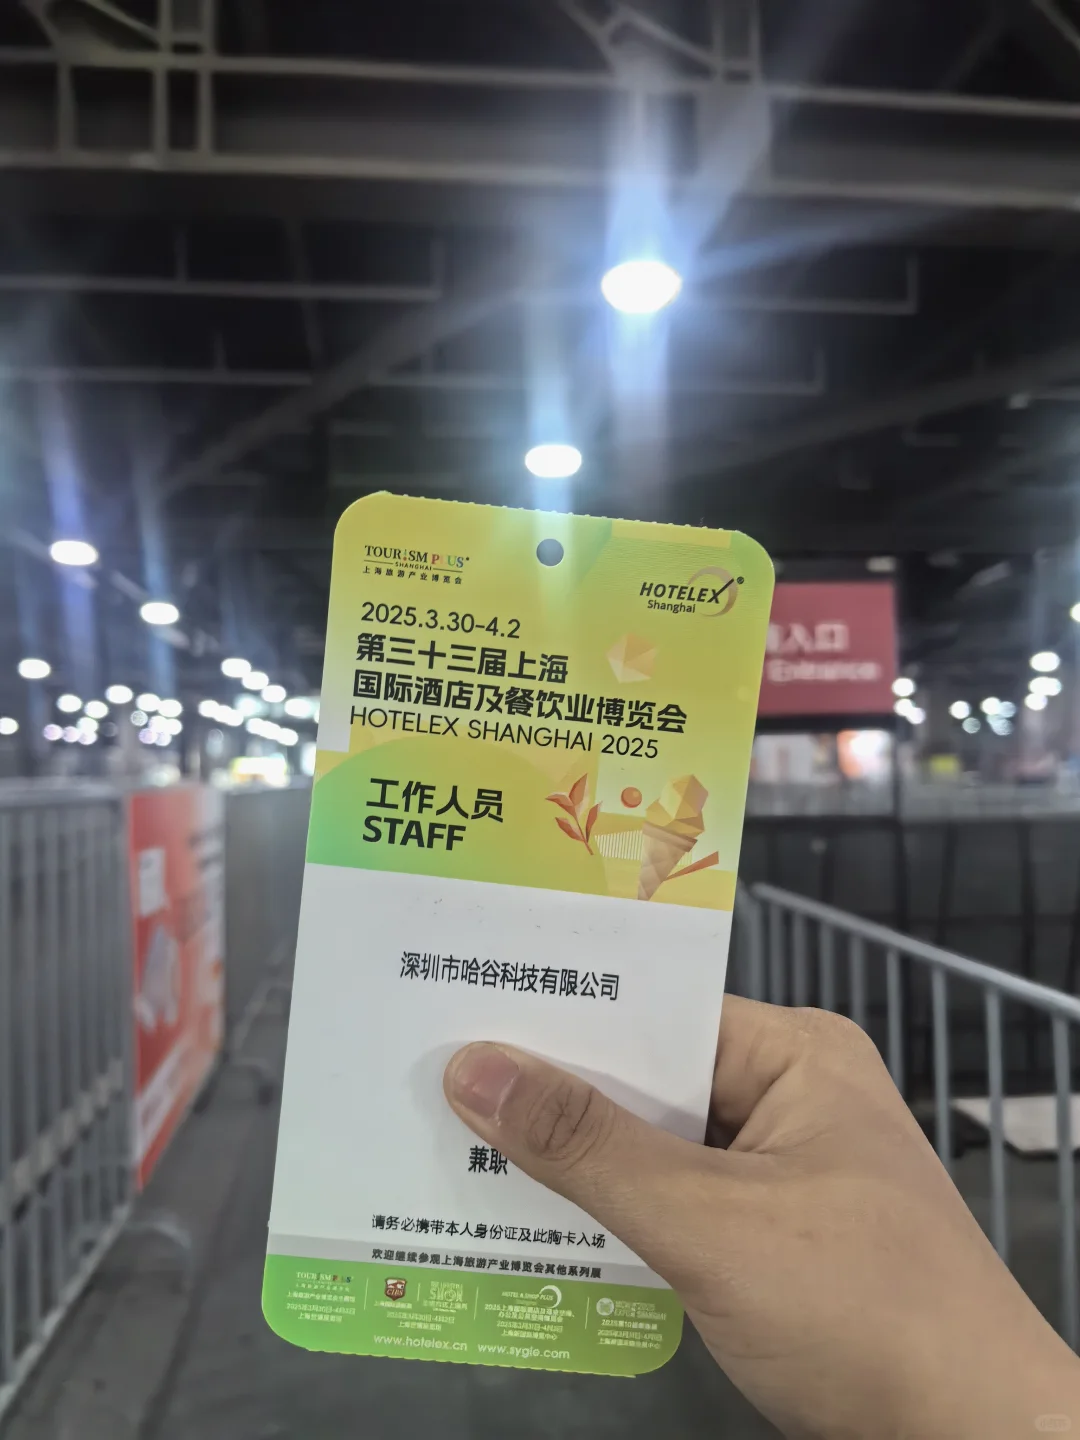 TOURISM PLUS
SHANGHAI
上海旅游产业博览会
HOTELEX®
Shanghai
2025.3.30-4.2
第三十三届上海
国际酒店及餐饮业博览会
HOTELEX SHANGHAI 2025
工作人员
STAFF
入口
Entrance
深圳市哈谷科技有限公司
兼职
请务必携带本人身份证及此胸卡入场
欢迎继续参观上海旅游产业博览会其他系列展
TOURISM PLUS
www.hotelex.cn www.sygle.com